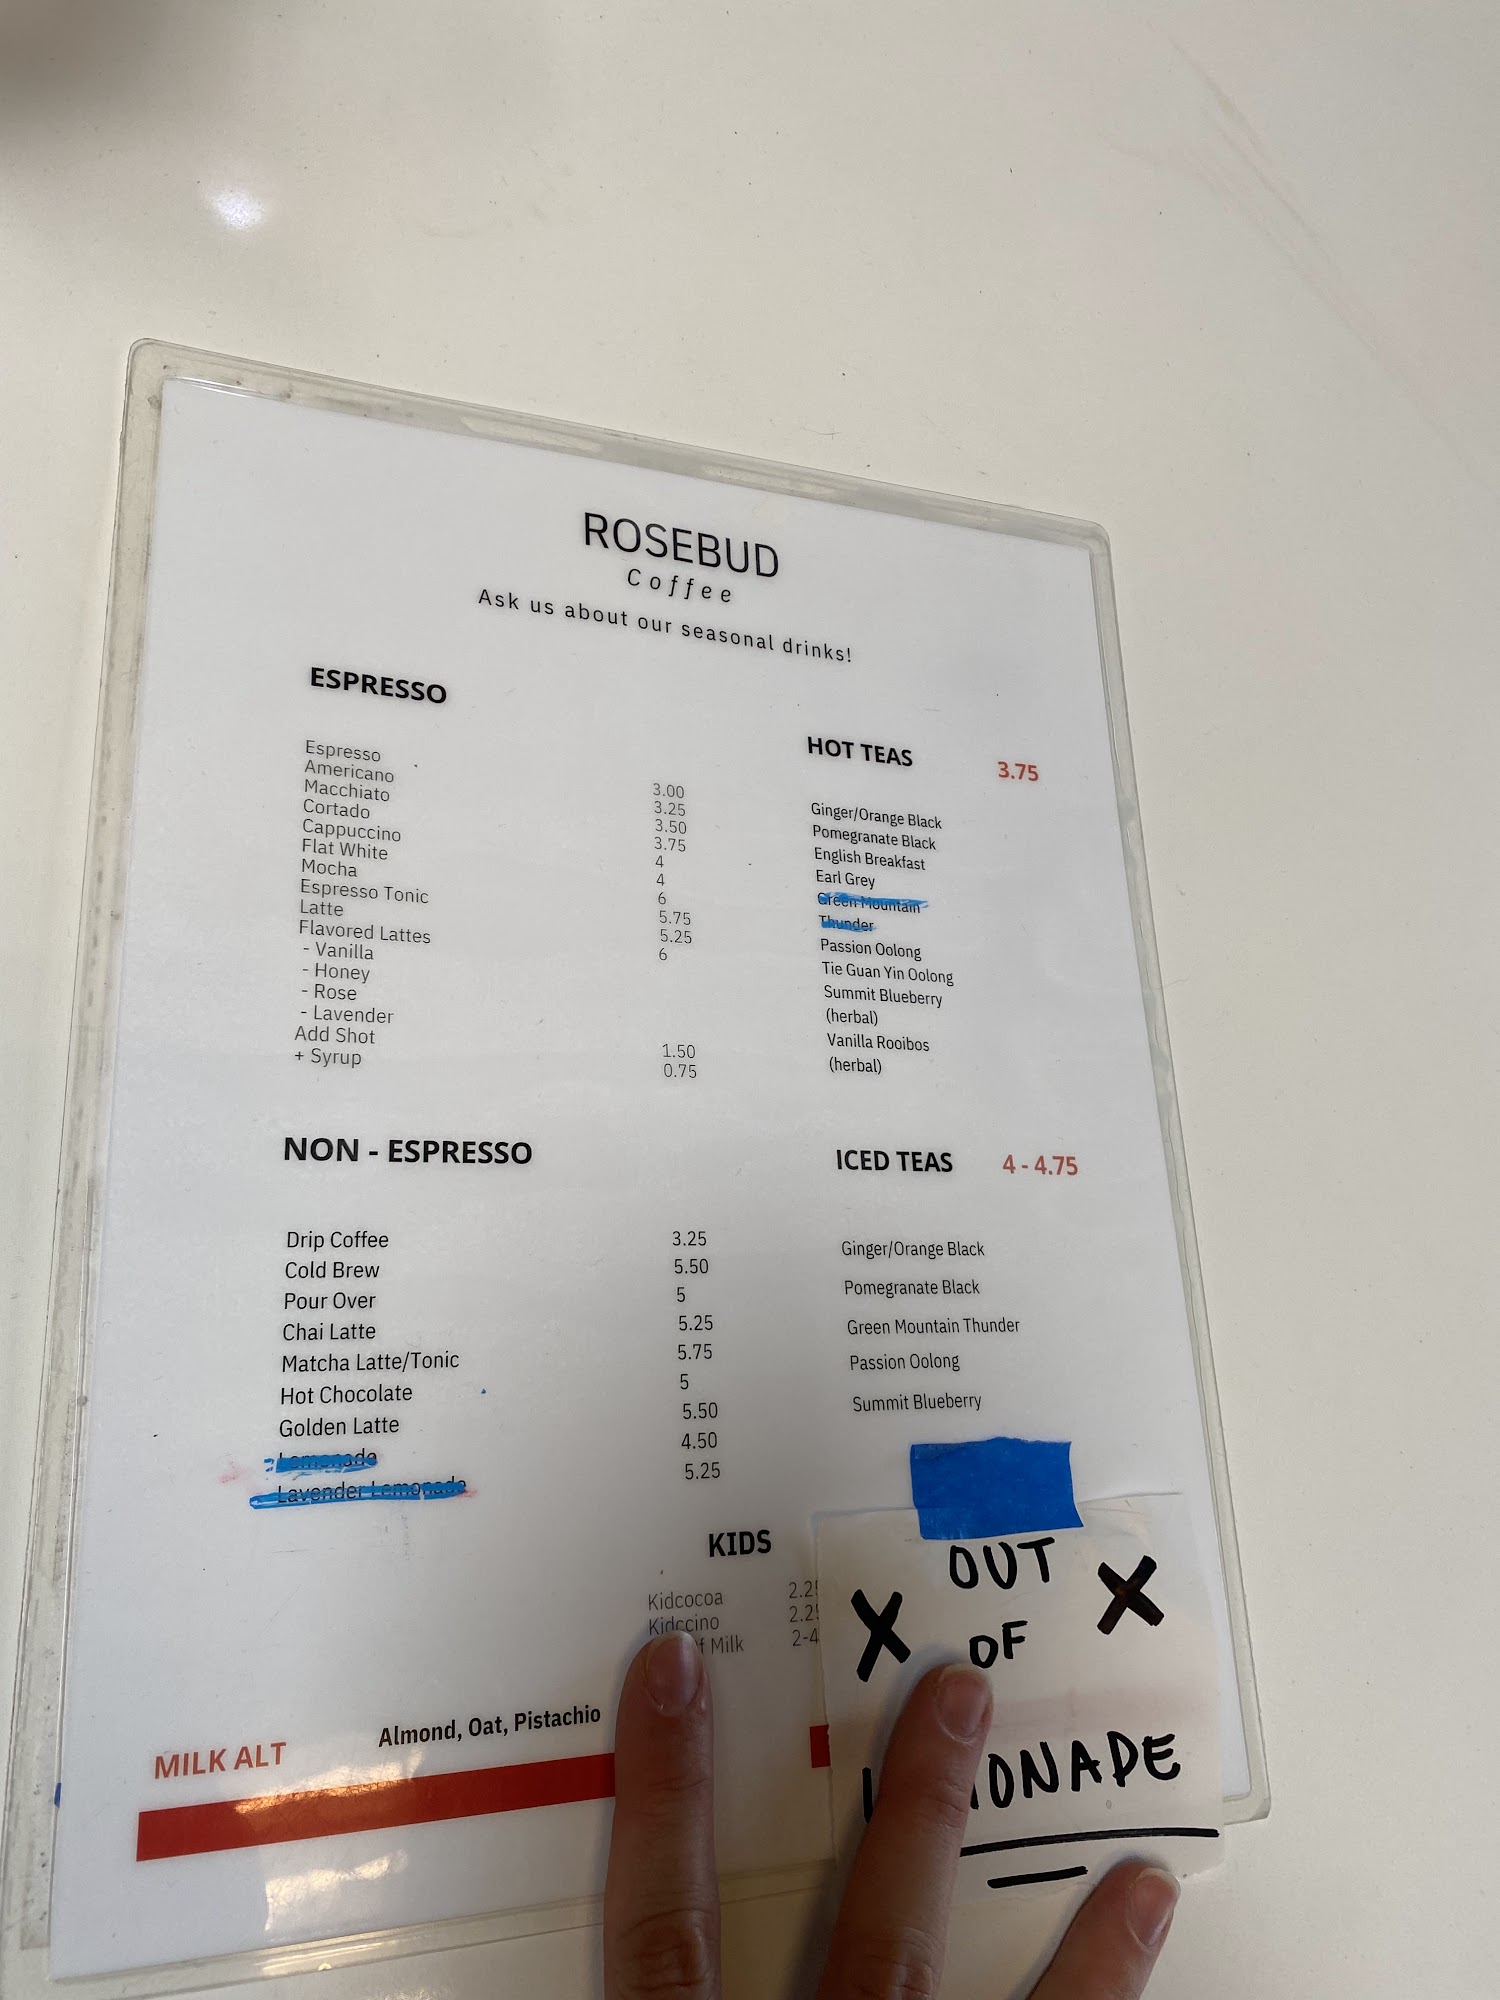 ROSEBUD
Coffee
Ask us about our seasonal drinks!
ESPRESSO
Espresso 3.00
Americano 3.25
Macchiato 3.50
Cortado 3.75
Cappuccino 4
Flat White 4
Mocha 6
Espresso Tonic 5.75
Latte 5.25
Flavored Lattes 6
- Vanilla
- Honey
- Rose
- Lavender
Add Shot 1.50
+ Syrup 0.75
HOT TEAS 3.75
Ginger/Orange Black
Pomegranate Black
English Breakfast
Earl Grey
Green Mountain
Thunder
Passion Oolong
Tie Guan Yin Oolong
Summit Blueberry
(herbal)
Vanilla Rooibos
(herbal)
NON - ESPRESSO
Drip Coffee 3.25
Cold Brew 5.50
Pour Over 5
Chai Latte 5.25
Matcha Latte/Tonic 5.75
Hot Chocolate 5
Golden Latte 5.50
Lemonade 4.50
Lavender Lemonade 5.25
ICED TEAS 4 - 4.75
Ginger/Orange Black
Pomegranate Black
Green Mountain Thunder
Passion Oolong
Summit Blueberry
KIDS
Kidcocoa
Kidccino
Milk
MILK ALT Almond, Oat, Pistachio
X OUT X
OF